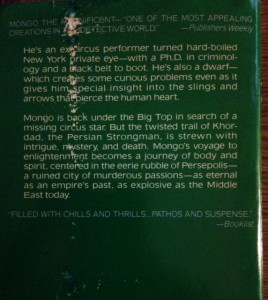 MONGO THE MAGNIFICENT—"ONE OF THE MOST APPEALING
CREATIONS IN THE DETECTIVE WORLD."
—Publishers Weekly
He's an ex-circus performer turned hard-boiled
New York private eye—with a Ph.D. in criminol-
ogy and a black belt to boot. He's also a dwarf—
which creates some curious problems even as it
gives him special insight into the slings and
arrows that pierce the human heart.
Mongo is back under the Big Top in search of a
missing circus star. But the twisted trail of Khor-
dad, the Persian Strongman, is strewn with
intrigue, mystery, and death. Mongo's voyage to
enlightenment becomes a journey of body and
spirit, centered in the eerie rubble of Persepolis—
a ruined city of murderous passions—as eternal
as an empire's past, as explosive as the Middle
East today.
"FILLED WITH CHILLS AND THRILLS...PATHOS AND SUSPENSE."
—Booklist